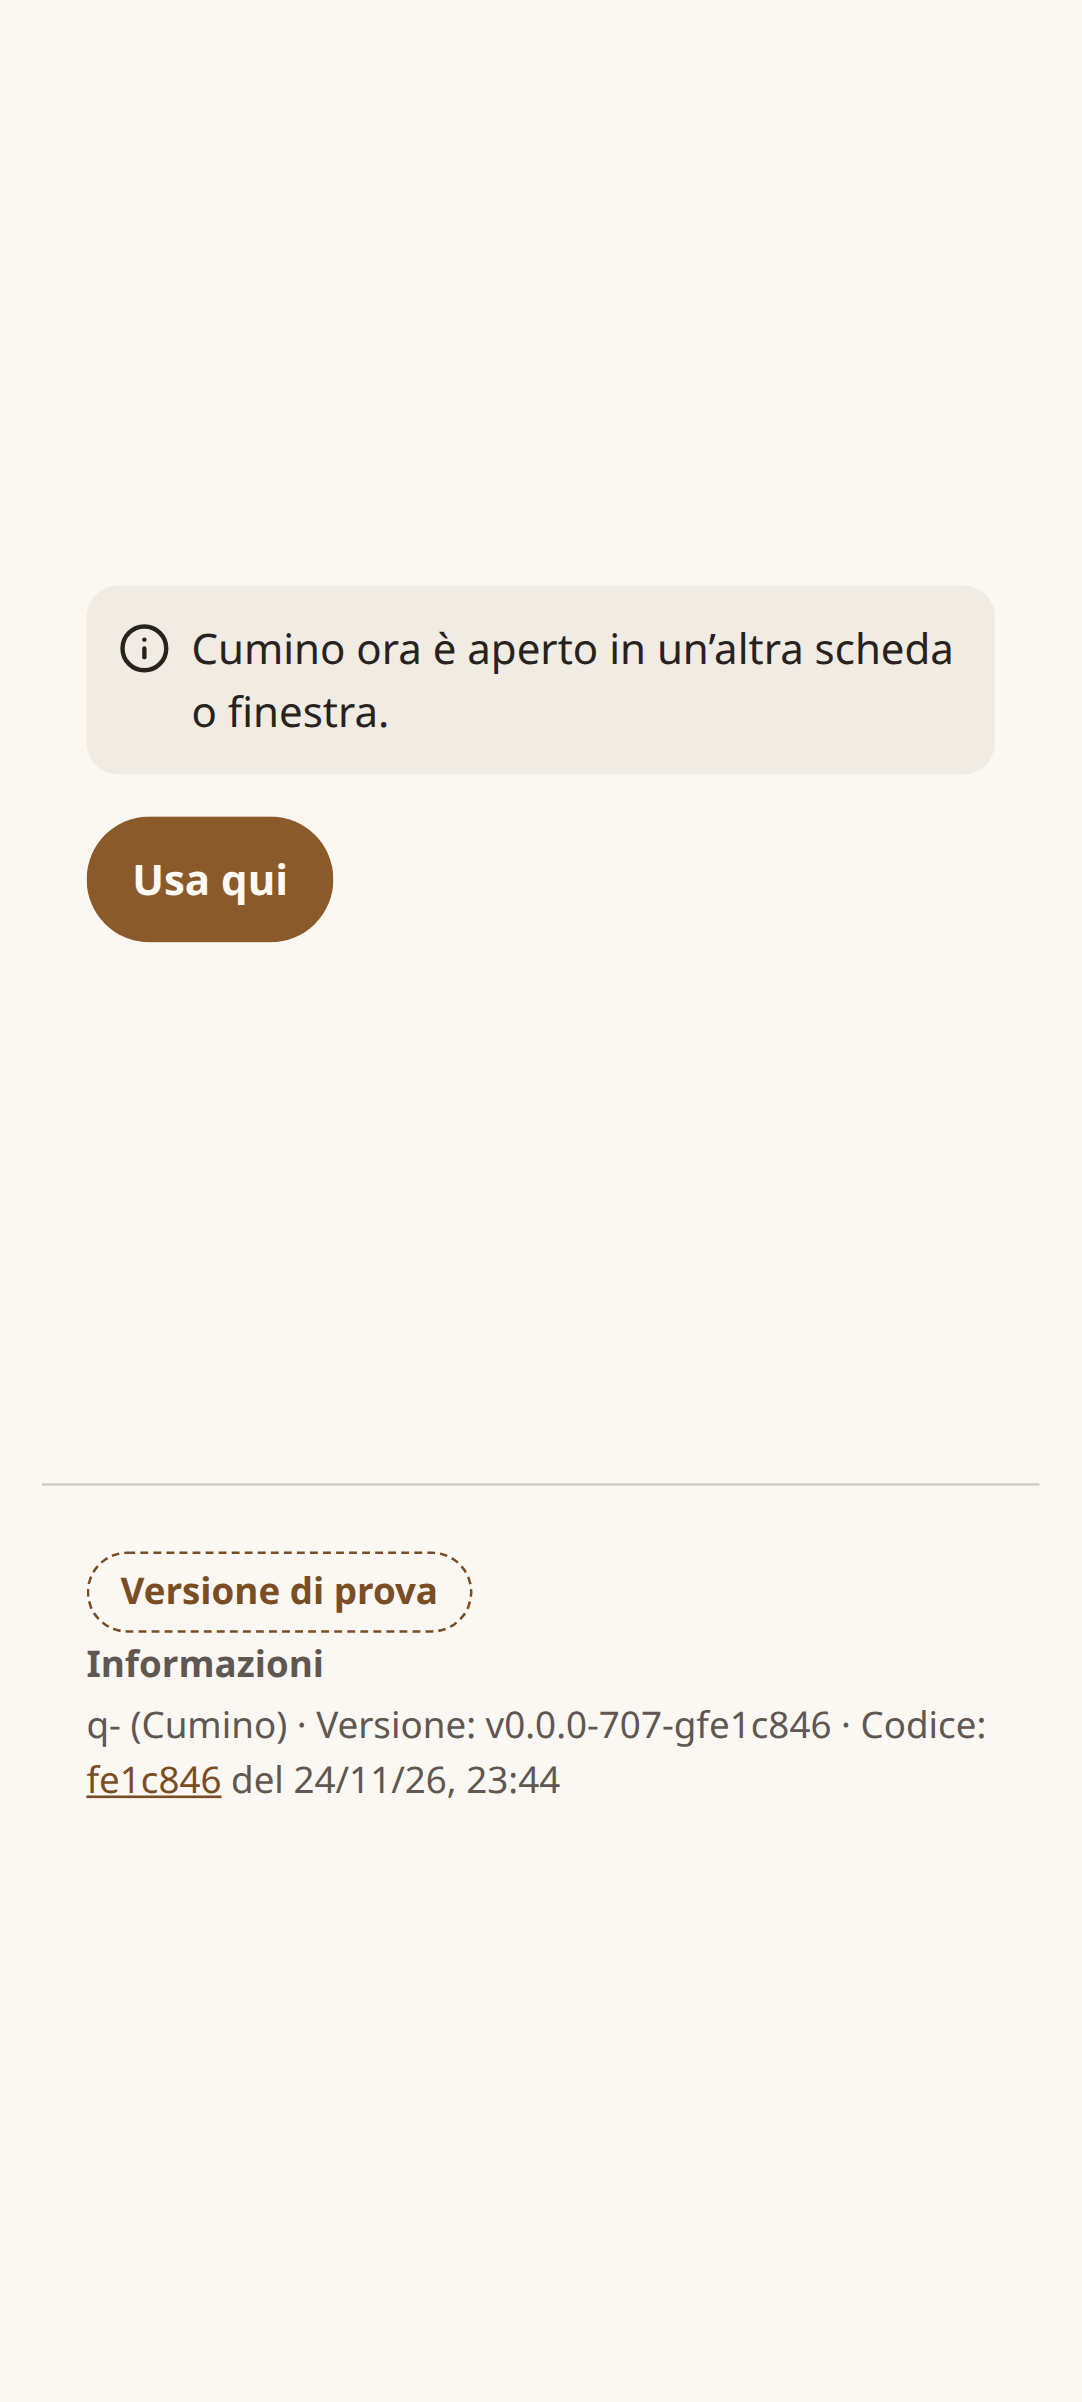 Cumino ora è aperto in un’altra scheda
o finestra.
Usa qui
Versione di prova
Informazioni
q- (Cumino) · Versione: v0.0.0-707-gfe1c846 · Codice:
fe1c846 del 24/11/26, 23:44